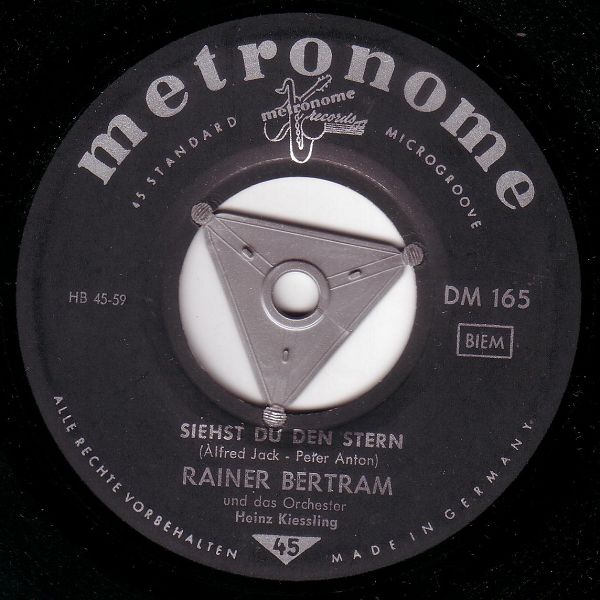 metronome
metronome
records
45 STANDARD
MICROGROOVE
HB 45-59
DM 165
BIEM
SIEHST DU DEN STERN
(Alfred Jack - Peter Anton)
RAINER BERTRAM
und das Orchester
Heinz Kiessling
45
ALLE RECHTE VORBEHALTEN
MADE IN GERMANY